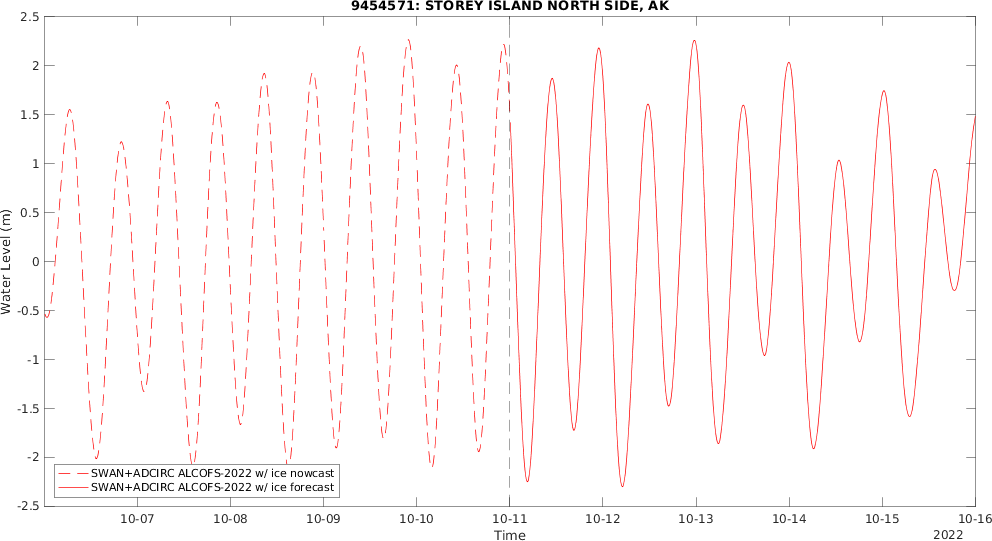 9454571: STOREY ISLAND NORTH SIDE, AK
2.5
2
1.5
1
0.5
0
-0.5
-1
-1.5
-2
-2.5
Water Level (m)
SWAN+ADCIRC ALCOFS-2022 w/ ice nowcast
SWAN+ADCIRC ALCOFS-2022 w/ ice forecast
10-07 10-08 10-09 10-10 10-11 10-12 10-13 10-14 10-15 10-16
Time
2022